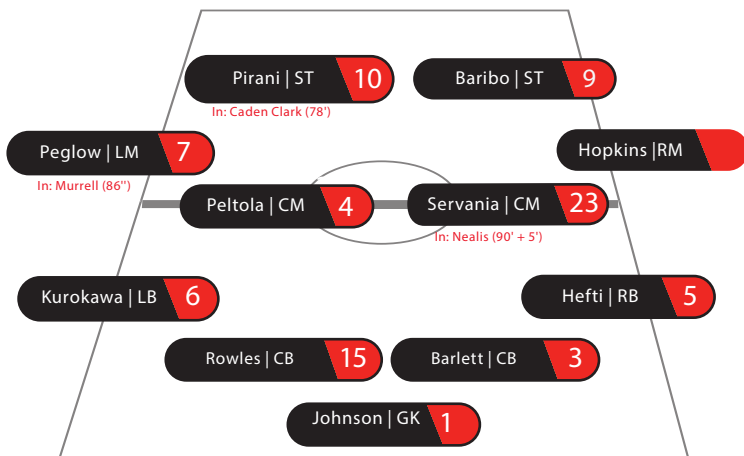 Pirani | ST 10
In: Caden Clark (78')
Baribo | ST 9
Peglow | LM 7
In: Murrell (86'')
Hopkins |RM
Peltola | CM 4
Servania | CM 23
In: Nealis (90' + 5')
Kurokawa | LB 6
Hefti | RB 5
Rowles | CB 15
Barlett | CB 3
Johnson | GK 1